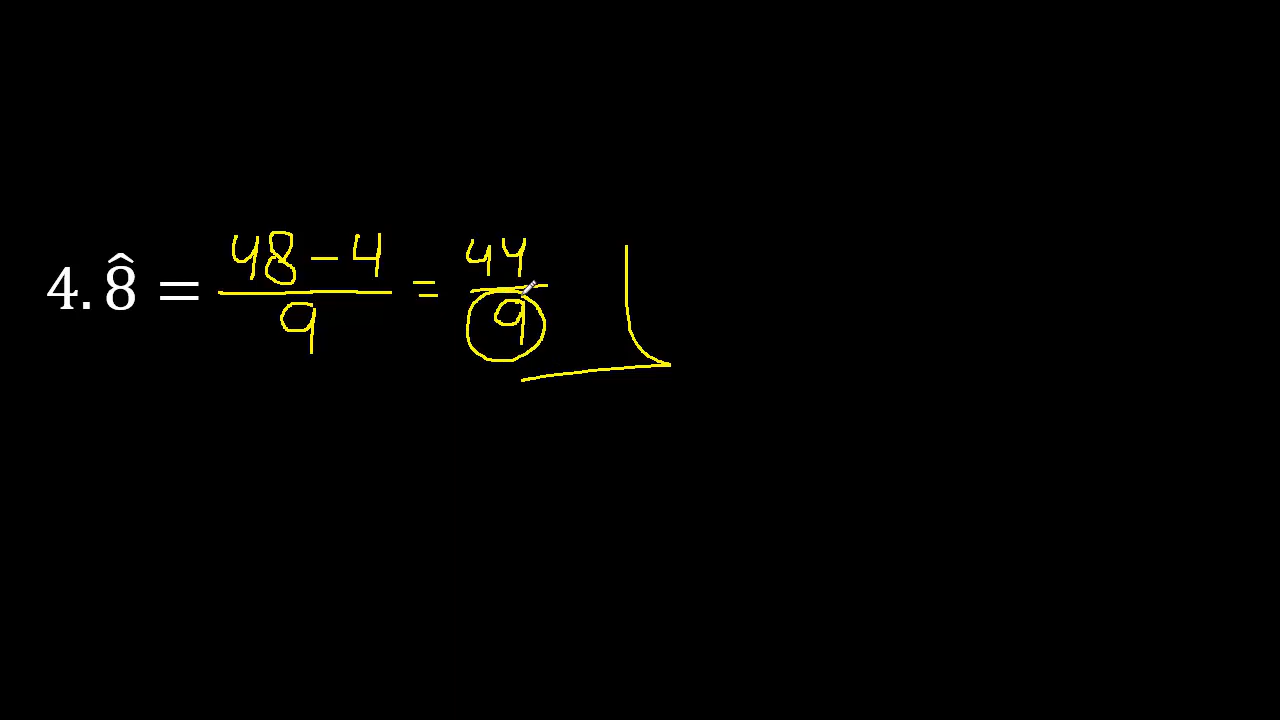 4.8̂ = (48-4)/9 = 44/9